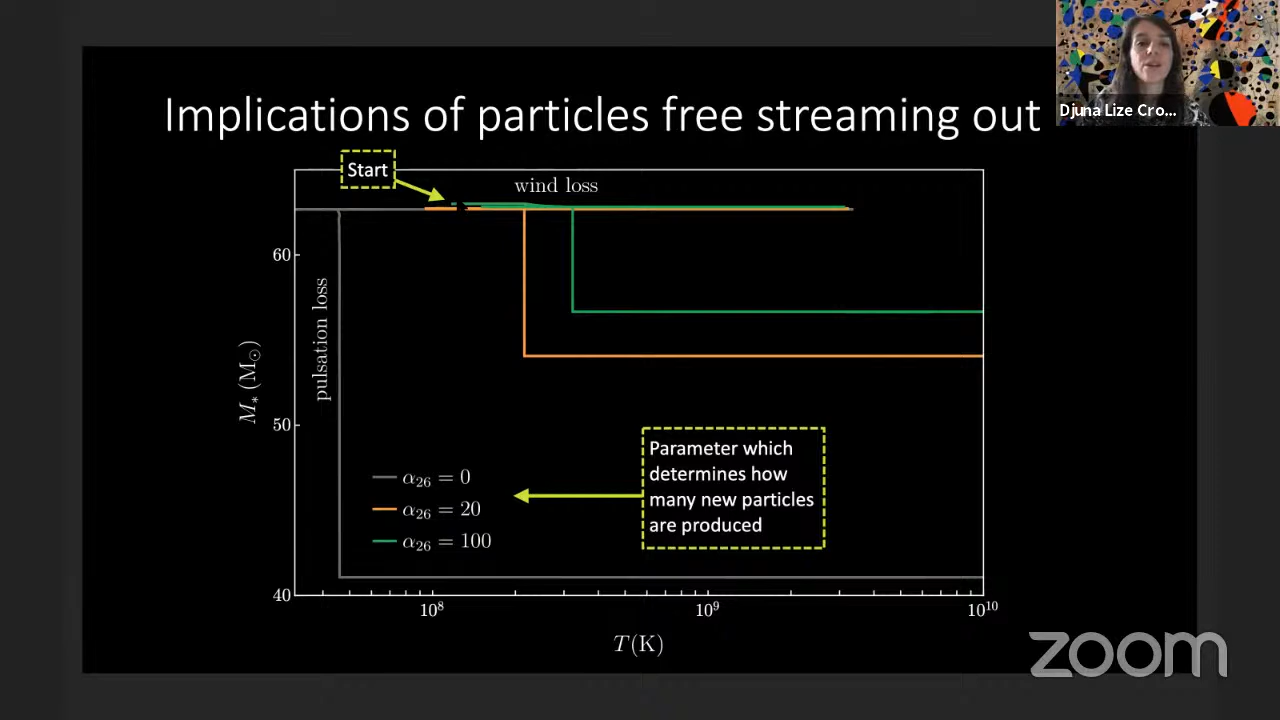 Djuna Lize Cro...
Implications of particles free streaming out
Start
wind loss
60
50
40
pulsation loss
M* (M⊙)
α26 = 0
α26 = 20
α26 = 100
Parameter which
determines how
many new particles
are produced
10^8
10^9
10^10
T(K)
zoom